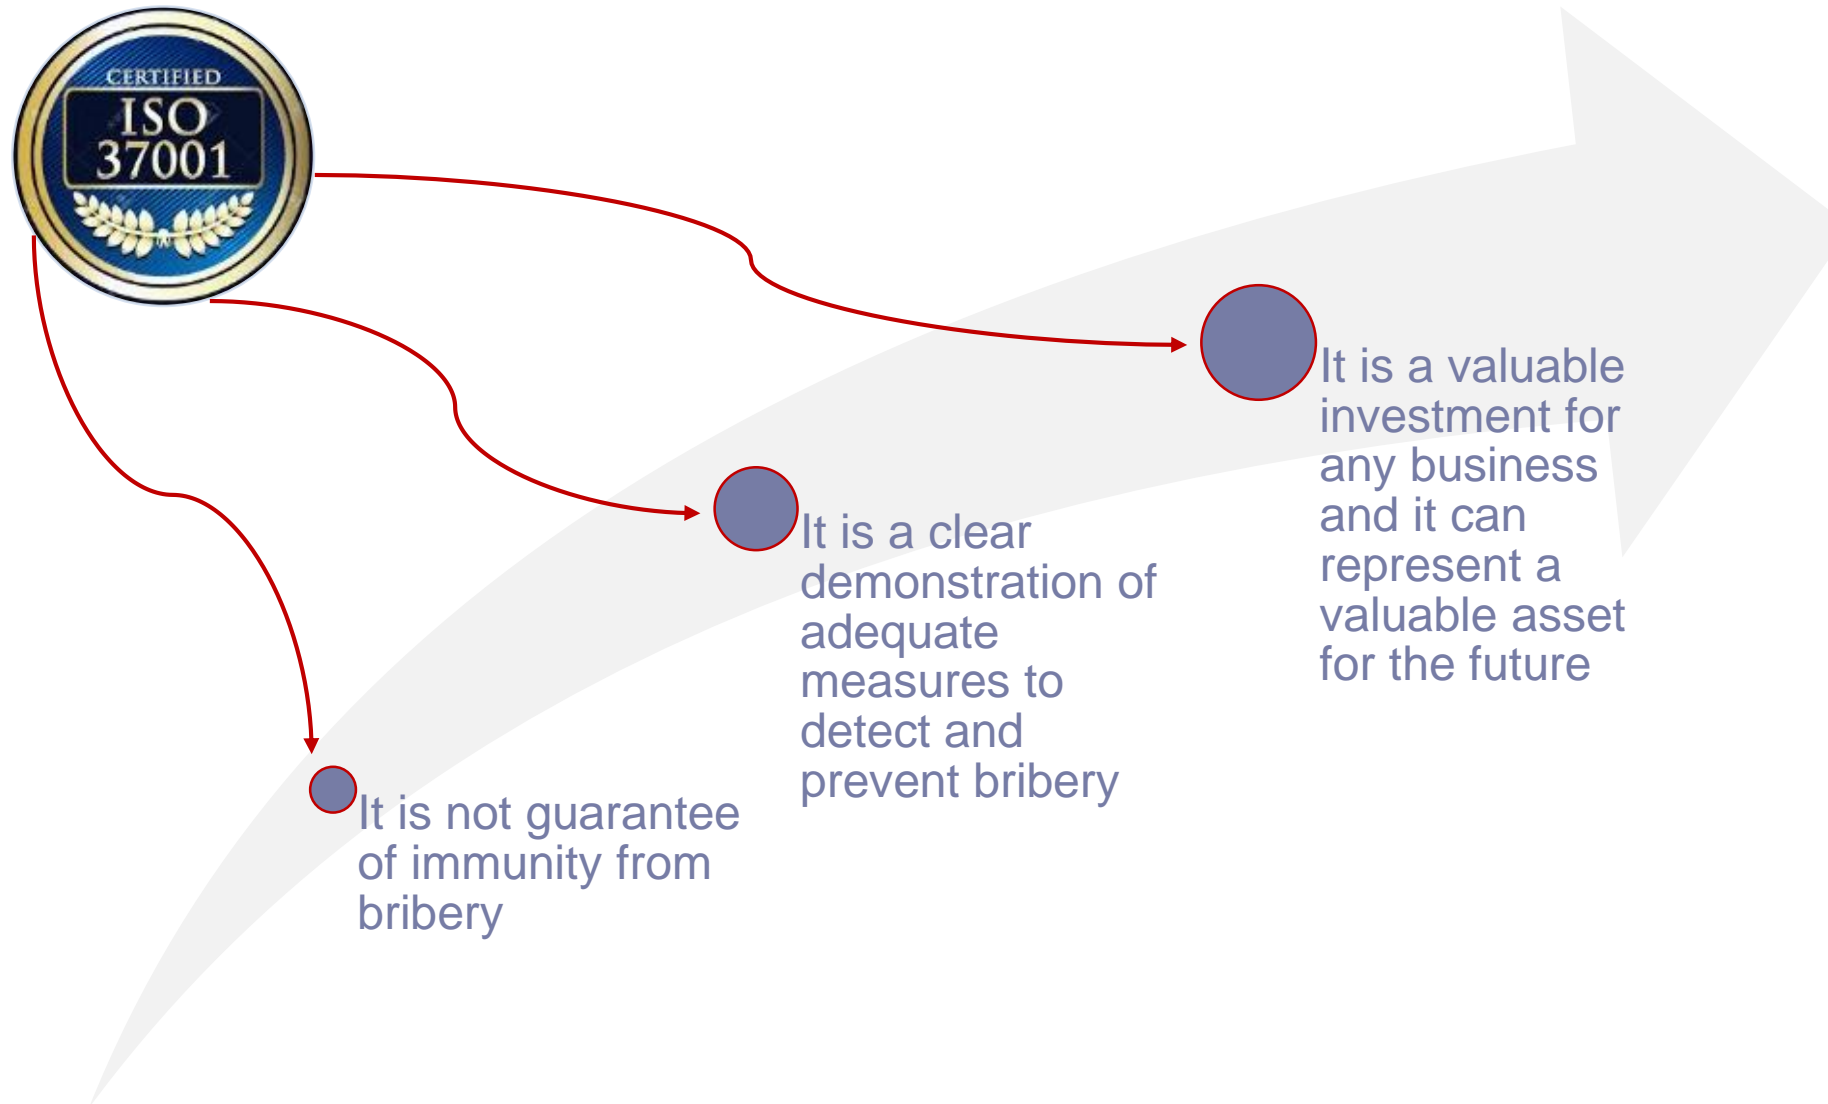 CERTIFIED
ISO
37001
It is a valuable
investment for
any business
and it can
represent a
valuable asset
for the future
It is a clear
demonstration of
adequate
measures to
detect and
prevent bribery
It is not guarantee
of immunity from
bribery